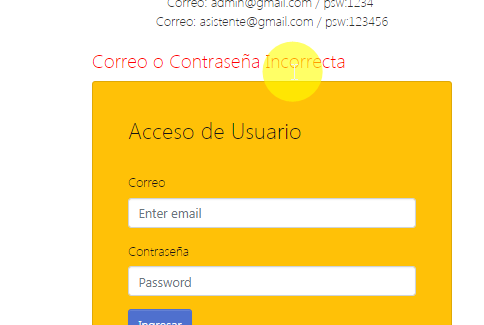 Correo: admin@gmail.com / psw:1234
Correo: asistente@gmail.com / psw:123456
Correo o Contraseña Incorrecta
Acceso de Usuario
Correo
Enter email
Contraseña
Password
Ingresar